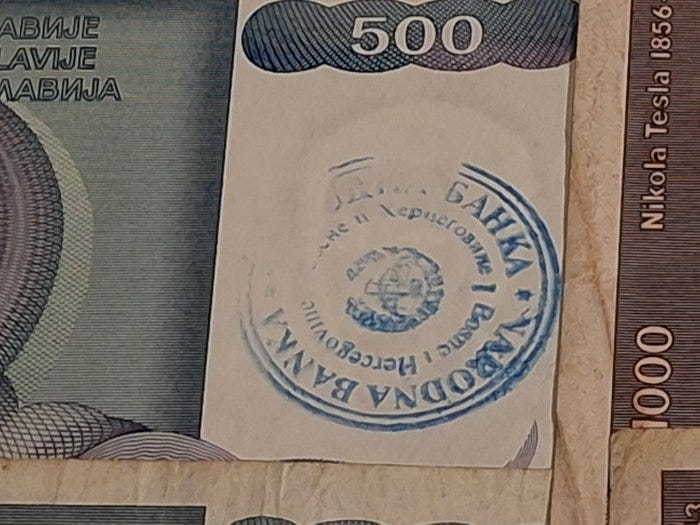 АВИЈЕ
LAVIJE
ЛАВИЈА
500
БАНКА ★ NARODNA BANKA
Херцеговине | Bosne i Hercegovine
Nikola Tesla 1856
1000